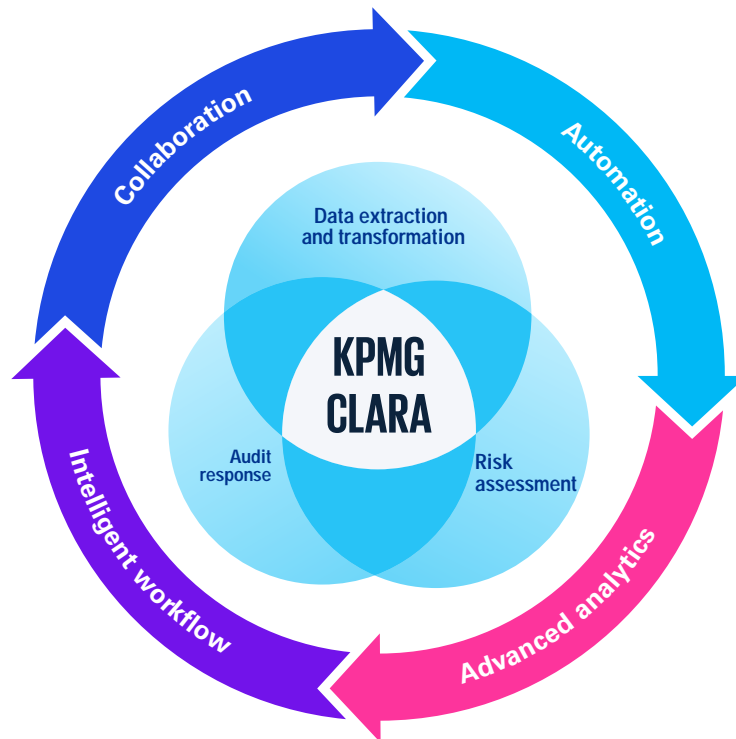 Collaboration
Automation
Data extraction
and transformation
KPMG
CLARA
Audit
response
Risk
assessment
Intelligent workflow
Advanced analytics